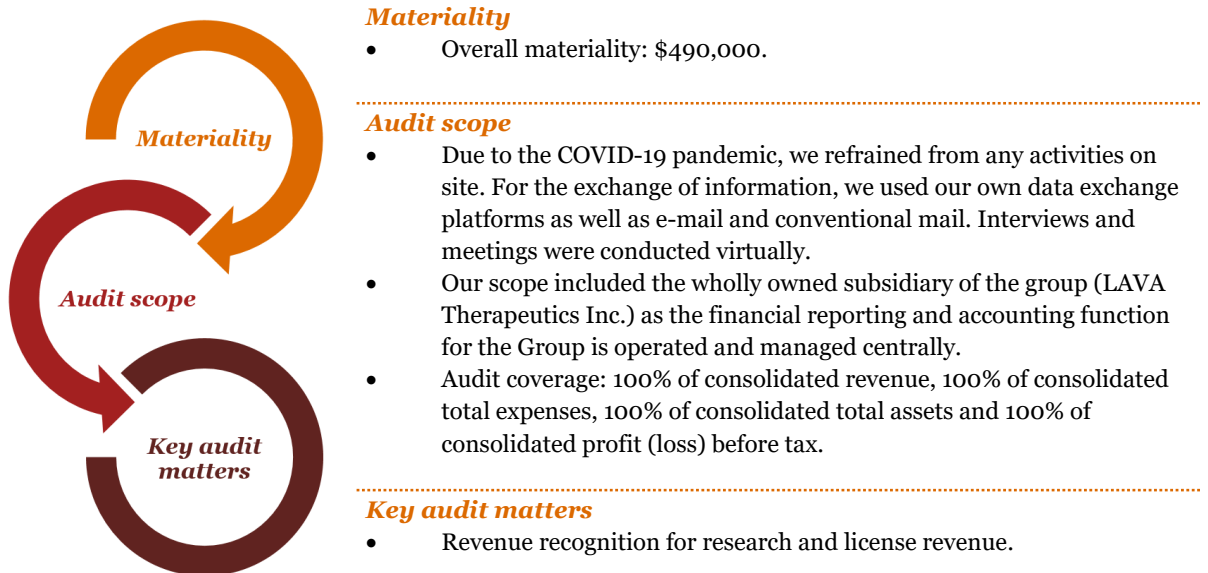 Materiality
Audit scope
Key audit
matters
Materiality
• Overall materiality: $490,000.
Audit scope
• Due to the COVID-19 pandemic, we refrained from any activities on
site. For the exchange of information, we used our own data exchange
platforms as well as e-mail and conventional mail. Interviews and
meetings were conducted virtually.
• Our scope included the wholly owned subsidiary of the group (LAVA
Therapeutics Inc.) as the financial reporting and accounting function
for the Group is operated and managed centrally.
• Audit coverage: 100% of consolidated revenue, 100% of consolidated
total expenses, 100% of consolidated total assets and 100% of
consolidated profit (loss) before tax.
Key audit matters
• Revenue recognition for research and license revenue.